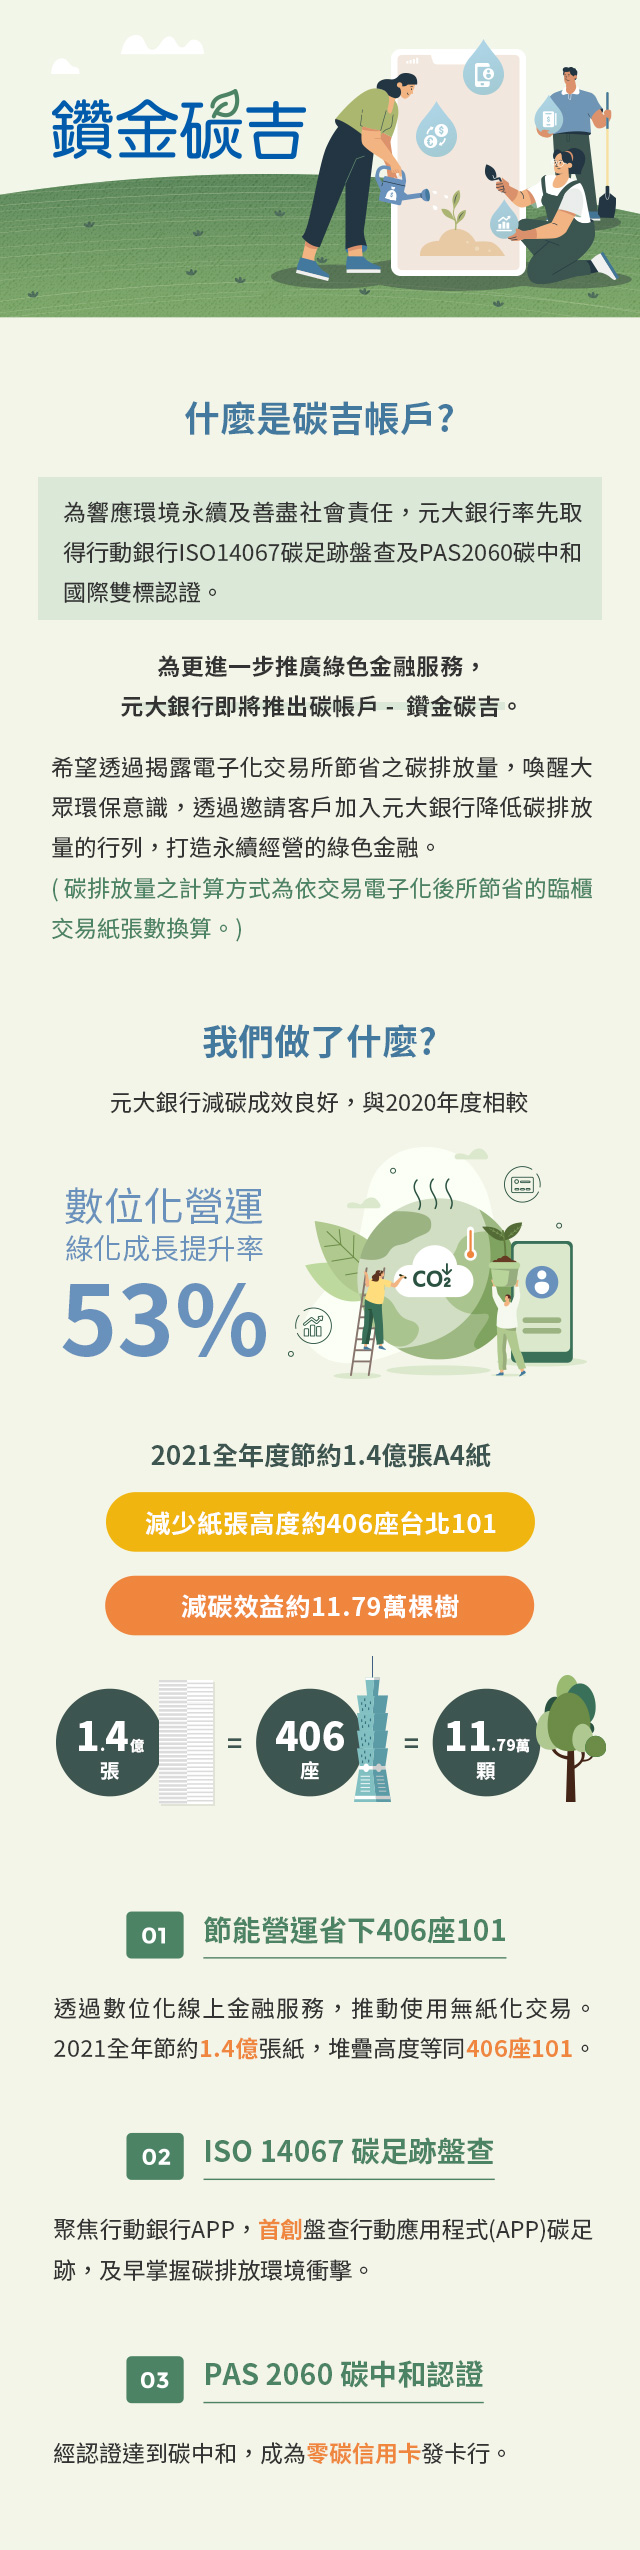 鑽金碳吉
什麼是碳吉帳戶?
為響應環境永續及善盡社會責任，元大銀行率先取
得行動銀行ISO14067碳足跡盤查及PAS2060碳中和
國際雙標認證。
為更進一步推廣綠色金融服務，
元大銀行即將推出碳帳戶 - 鑽金碳吉。
希望透過揭露電子化交易所節省之碳排放量，喚醒大
眾環保意識，透過邀請客戶加入元大銀行降低碳排放
量的行列，打造永續經營的綠色金融。
( 碳排放量之計算方式為依交易電子化後所節省的臨櫃
交易紙張數換算。)
我們做了什麼?
元大銀行減碳成效良好，與2020年度相較
數位化營運
綠化成長提升率
53%
CO2
2021全年度節約1.4億張A4紙
減少紙張高度約406座台北101
減碳效益約11.79萬棵樹
1.4億
張
=
406
座
=
11.79萬
顆
01 節能營運省下406座101
透過數位化線上金融服務，推動使用無紙化交易。
2021全年節約1.4億張紙，堆疊高度等同406座101。
02 ISO 14067 碳足跡盤查
聚焦行動銀行APP，首創盤查行動應用程式(APP)碳足
跡，及早掌握碳排放環境衝擊。
03 PAS 2060 碳中和認證
經認證達到碳中和，成為零碳信用卡發卡行。